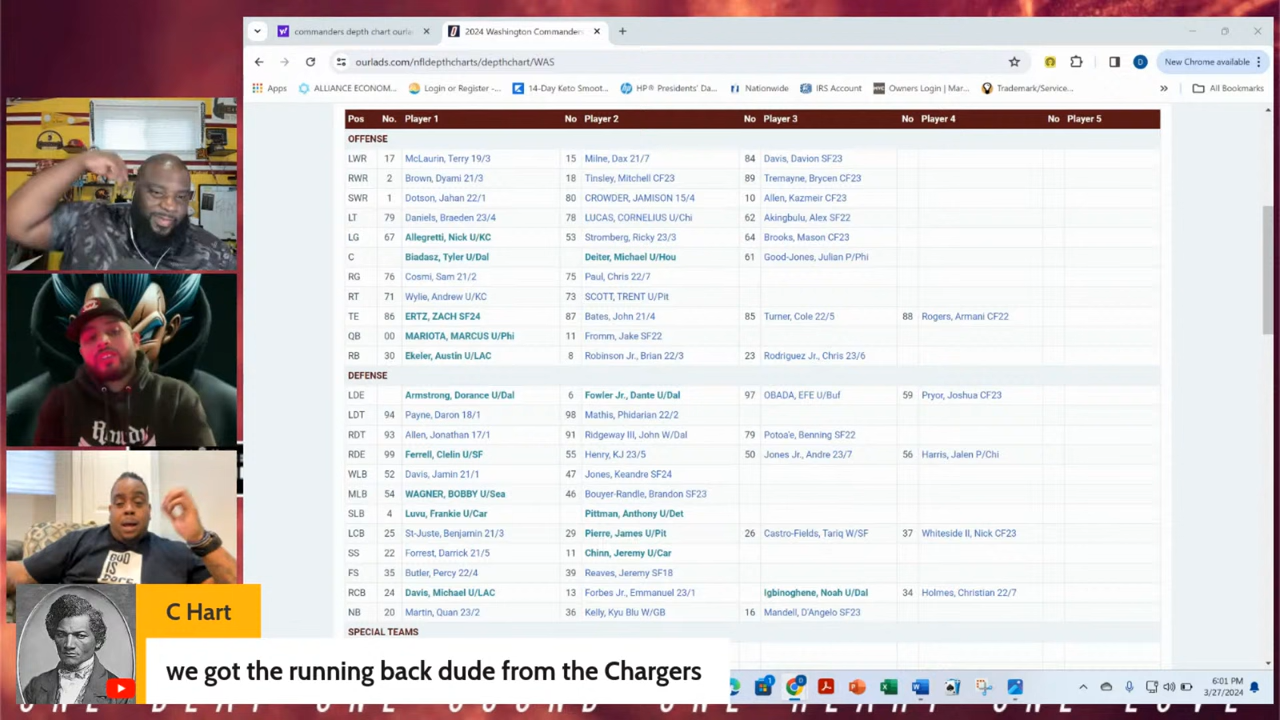 commanders depth chart ourla
2024 Washington Commander
ourlads.com/nfldepthcharts/depthchart/WAS
New Chrome available
Apps
ALLIANCE ECONOM...
Login or Register -...
14-Day Keto Smoot...
HP® Presidents' Da...
Nationwide
IRS Account
Owners Login | Mar...
Trademark/Service...
All Bookmarks
Pos No. Player 1 No Player 2 No Player 3 No Player 4 No Player 5
OFFENSE
LWR 17 McLaurin, Terry 19/3 15 Milne, Dax 21/7 84 Davis, Davion SF23
RWR 2 Brown, Dyami 21/3 18 Tinsley, Mitchell CF23 89 Tremayne, Brycen CF23
SWR 1 Dotson, Jahan 22/1 80 CROWDER, JAMISON 15/4 10 Allen, Kazmeir CF23
LT 79 Daniels, Braeden 23/4 78 LUCAS, CORNELIUS U/Chi 62 Akingbulu, Alex SF22
LG 67 Allegretti, Nick U/KC 53 Stromberg, Ricky 23/3 64 Brooks, Mason CF23
C Biadasz, Tyler U/Dal Deiter, Michael U/Hou 61 Good-Jones, Julian P/Phi
RG 76 Cosmi, Sam 21/2 75 Paul, Chris 22/7
RT 71 Wylie, Andrew U/KC 73 SCOTT, TRENT U/Pit
TE 86 ERTZ, ZACH SF24 87 Bates, John 21/4 85 Turner, Cole 22/5 88 Rogers, Armani CF22
QB 00 MARIOTA, MARCUS U/Phi 11 Fromm, Jake SF22
RB 30 Ekeler, Austin U/LAC 8 Robinson Jr., Brian 22/3 23 Rodriguez Jr., Chris 23/6
DEFENSE
LDE Armstrong, Dorance U/Dal 6 Fowler Jr., Dante U/Dal 97 OBADA, EFE U/Buf 59 Pryor, Joshua CF23
LDT 94 Payne, Daron 18/1 98 Mathis, Phidarian 22/2
RDT 93 Allen, Jonathan 17/1 91 Ridgeway III, John W/Dal 79 Potoa'e, Benning SF22
RDE 99 Ferrell, Clelin U/SF 55 Henry, KJ 23/5 50 Jones Jr., Andre 23/7 56 Harris, Jalen P/Chi
WLB 52 Davis, Jamin 21/1 47 Jones, Keandre SF24
MLB 54 WAGNER, BOBBY U/Sea 46 Bouyer-Randle, Brandon SF23
SLB 4 Luvu, Frankie U/Car Pittman, Anthony U/Det
LCB 25 St-Juste, Benjamin 21/3 29 Pierre, James U/Pit 26 Castro-Fields, Tariq W/SF 37 Whiteside II, Nick CF23
SS 22 Forrest, Darrick 21/5 11 Chinn, Jeremy U/Car
FS 35 Butler, Percy 22/4 39 Reaves, Jeremy SF18
RCB 24 Davis, Michael U/LAC 13 Forbes Jr., Emmanuel 23/1 Igbinoghene, Noah U/Dal 34 Holmes, Christian 22/7
NB 20 Martin, Quan 23/2 36 Kelly, Kyu Blu W/GB 16 Mandell, D'Angelo SF23
SPECIAL TEAMS
C Hart
we got the running back dude from the Chargers
6:01 PM
3/27/2024